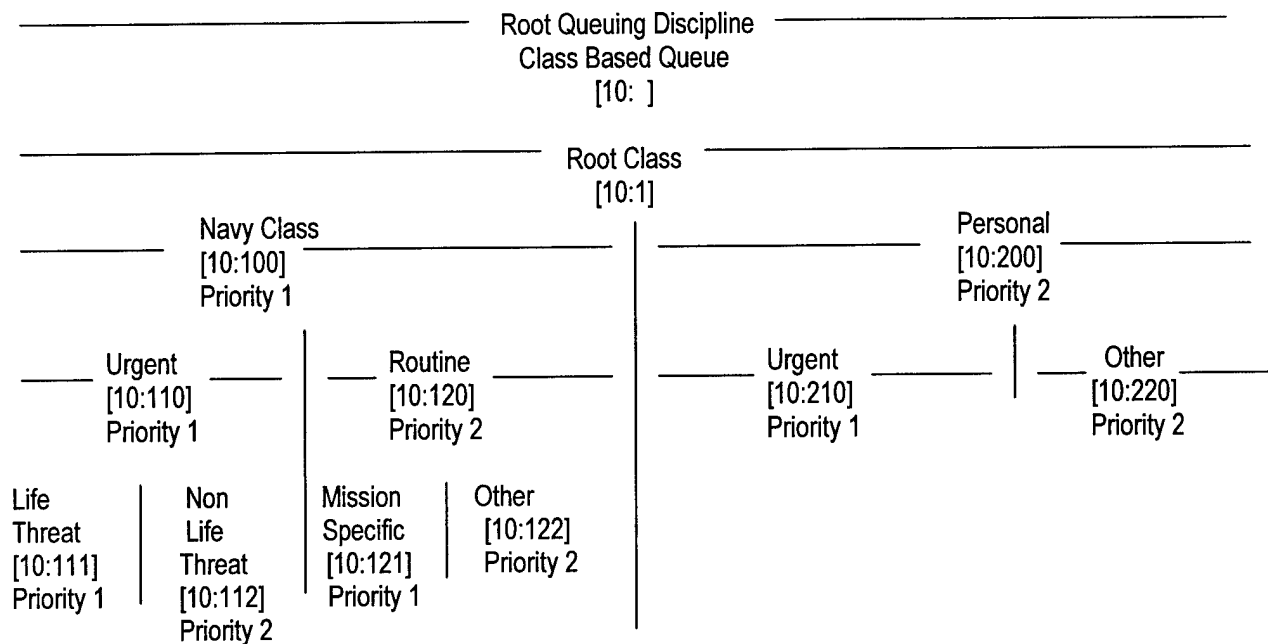 Root Queuing Discipline
Class Based Queue
[10: ]
Root Class
[10:1]
Navy Class
[10:100]
Priority 1
Personal
[10:200]
Priority 2
Urgent
[10:110]
Priority 1
Routine
[10:120]
Priority 2
Urgent
[10:210]
Priority 1
Other
[10:220]
Priority 2
Life
Threat
[10:111]
Priority 1
Non
Life
Threat
[10:112]
Priority 2
Mission
Specific
[10:121]
Priority 1
Other
[10:122]
Priority 2